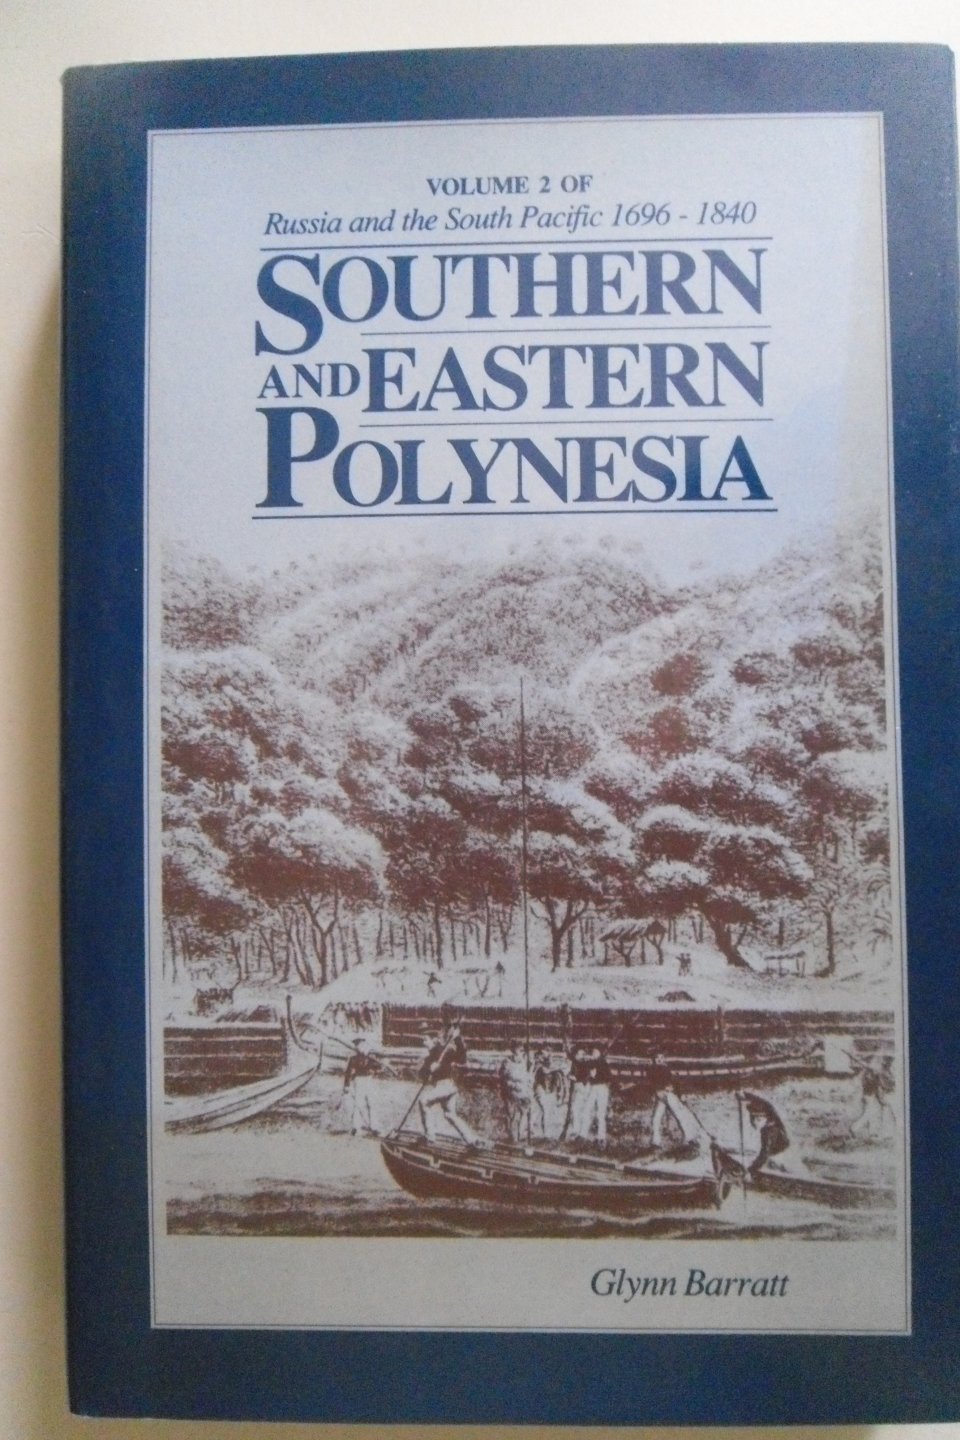 VOLUME 2 OF
Russia and the South Pacific 1696 - 1840
SOUTHERN
AND EASTERN
POLYNESIA
Glynn Barratt